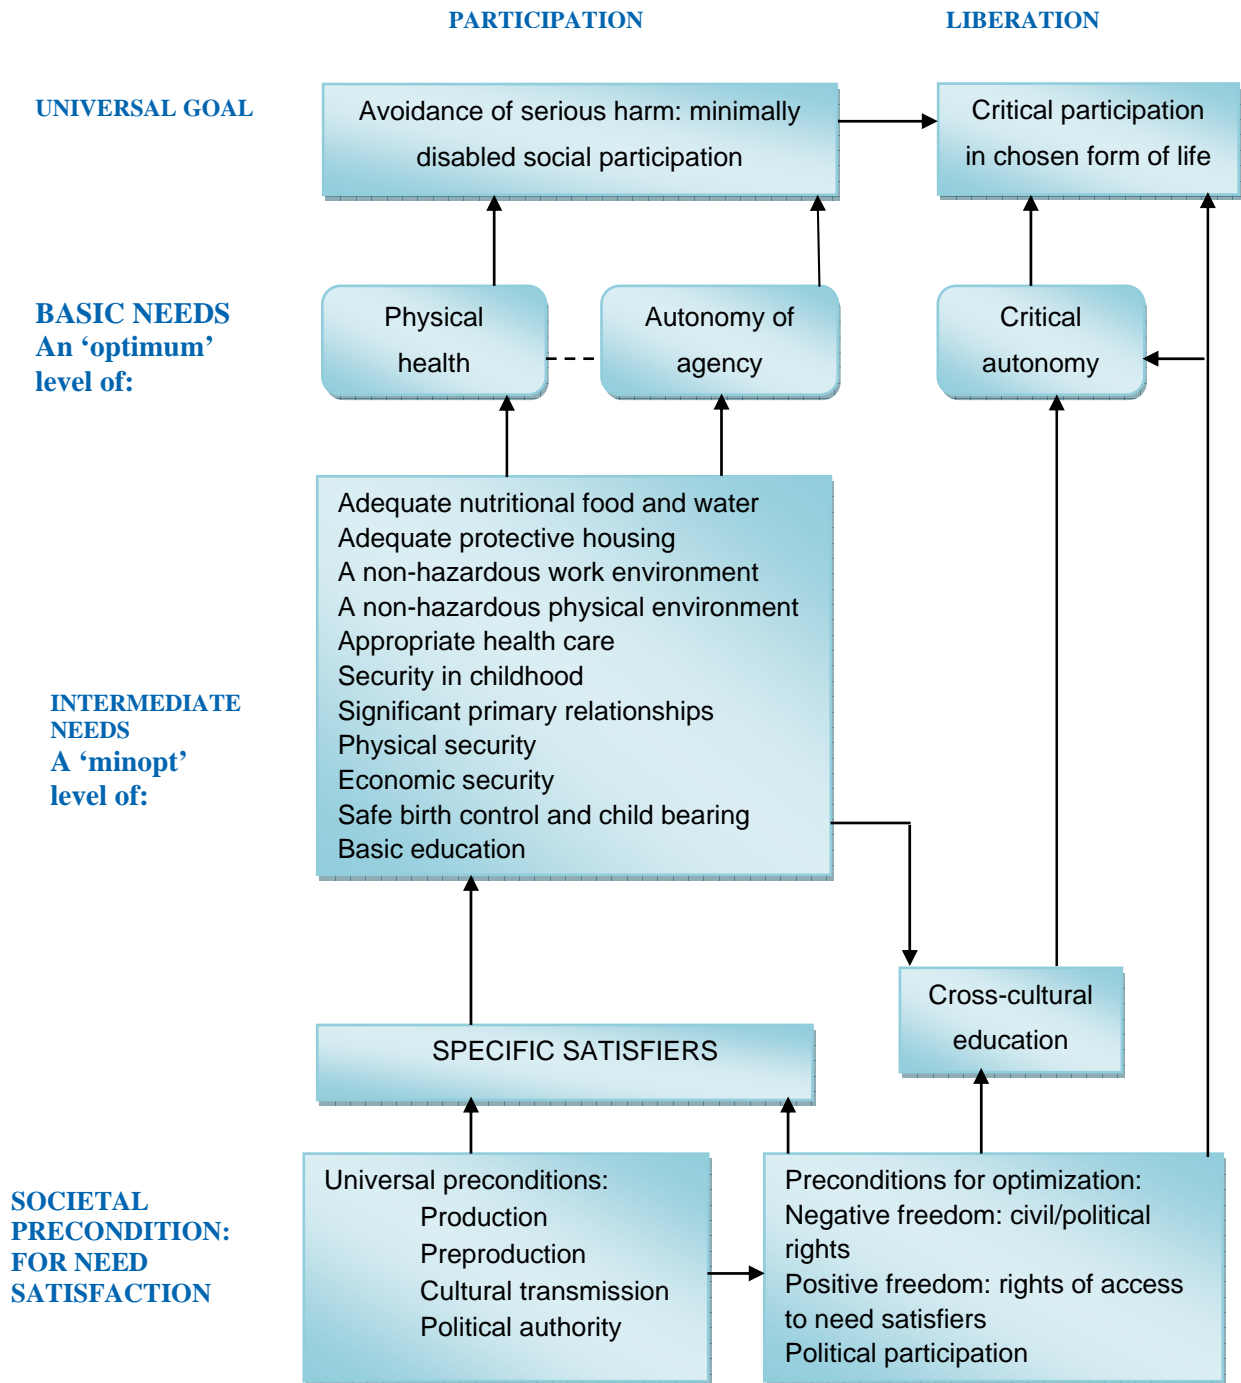 PARTICIPATION
LIBERATION
UNIVERSAL GOAL
Avoidance of serious harm: minimally
disabled social participation
Critical participation
in chosen form of life
BASIC NEEDS
An ‘optimum’
level of:
Physical
health
Autonomy of
agency
Critical
autonomy
INTERMEDIATE
NEEDS
A ‘minopt’
level of:
Adequate nutritional food and water
Adequate protective housing
A non-hazardous work environment
A non-hazardous physical environment
Appropriate health care
Security in childhood
Significant primary relationships
Physical security
Economic security
Safe birth control and child bearing
Basic education
Cross-cultural
education
SPECIFIC SATISFIERS
SOCIETAL
PRECONDITION:
FOR NEED
SATISFACTION
Universal preconditions:
Production
Preproduction
Cultural transmission
Political authority
Preconditions for optimization:
Negative freedom: civil/political
rights
Positive freedom: rights of access
to need satisfiers
Political participation